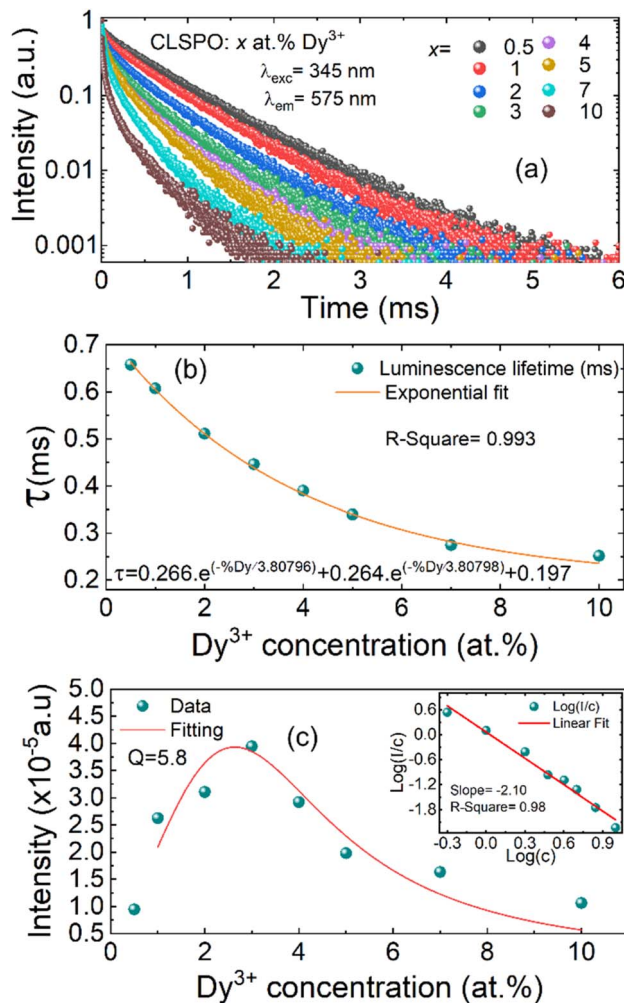 CLSPO: x at.% Dy³⁺
λexc= 345 nm
λem= 575 nm
x=
0.5 4
1 5
2 7
3 10
(a)
Intensity (a.u.)
1
0.1
0.01
0.001
0 1 2 3 4 5 6
Time (ms)
(b)
Luminescence lifetime (ms)
Exponential fit
R-Square= 0.993
τ=0.266.e^(-%Dy/3.80796)+0.264.e^(-%Dy/3.80798)+0.197
τ(ms)
0.7
0.6
0.5
0.4
0.3
0.2
0 2 4 6 8 10
Dy³⁺ concentration (at.%)
Data
Fitting
Q=5.8
(c)
Intensity (x10⁻⁵a.u)
5.0
4.5
4.0
3.5
3.0
2.5
2.0
1.5
1.0
0.5
0 2 4 6 8 10
Dy³⁺ concentration (at.%)
Log(I/c)
Linear Fit
Slope= -2.10
R-Square= 0.98
Log(I/c)
0.6
0.0
-0.6
-1.2
-1.8
-0.3 0.0 0.3 0.6 0.9
Log(c)